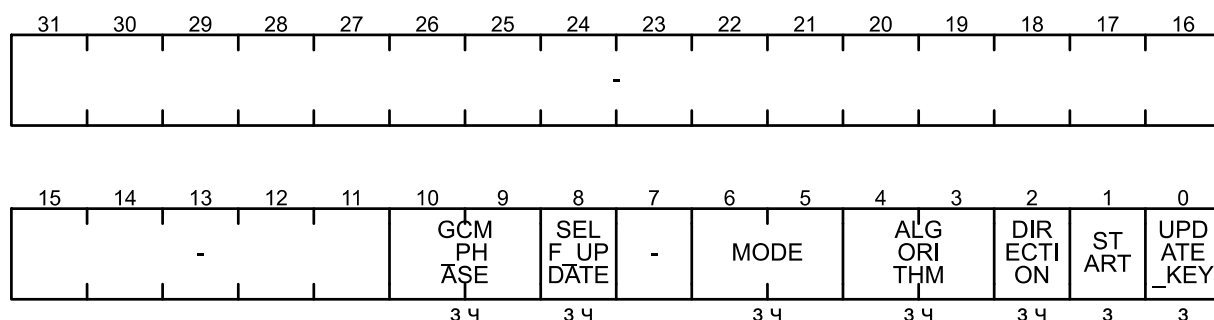 31 30 29 28 27 26 25 24 23 22 21 20 19 18 17 16
-
15 14 13 12 11 10 9 8 7 6 5 4 3 2 1 0
- GCM_PHASE SELF_UPDATE - MODE ALGORITHM DIRECTION START UPDATE_KEY
з ч з ч з ч з ч з ч з з